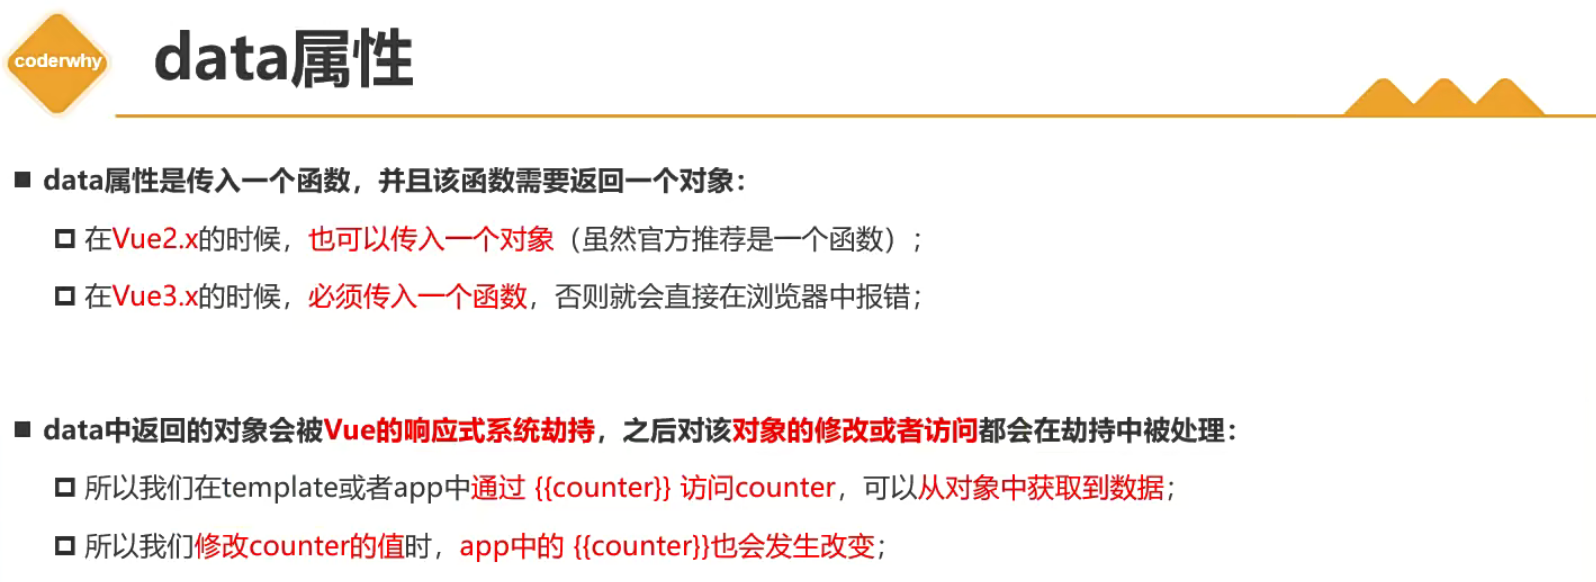 coderwhy
data属性
data属性是传入一个函数，并且该函数需要返回一个对象：
在Vue2.x的时候，也可以传入一个对象（虽然官方推荐是一个函数）；
在Vue3.x的时候，必须传入一个函数，否则就会直接在浏览器中报错；
data中返回的对象会被Vue的响应式系统劫持，之后对该对象的修改或者访问都会在劫持中被处理：
所以我们在template或者app中通过 {{counter}} 访问counter，可以从对象中获取到数据；
所以我们修改counter的值时，app中的 {{counter}}也会发生改变；